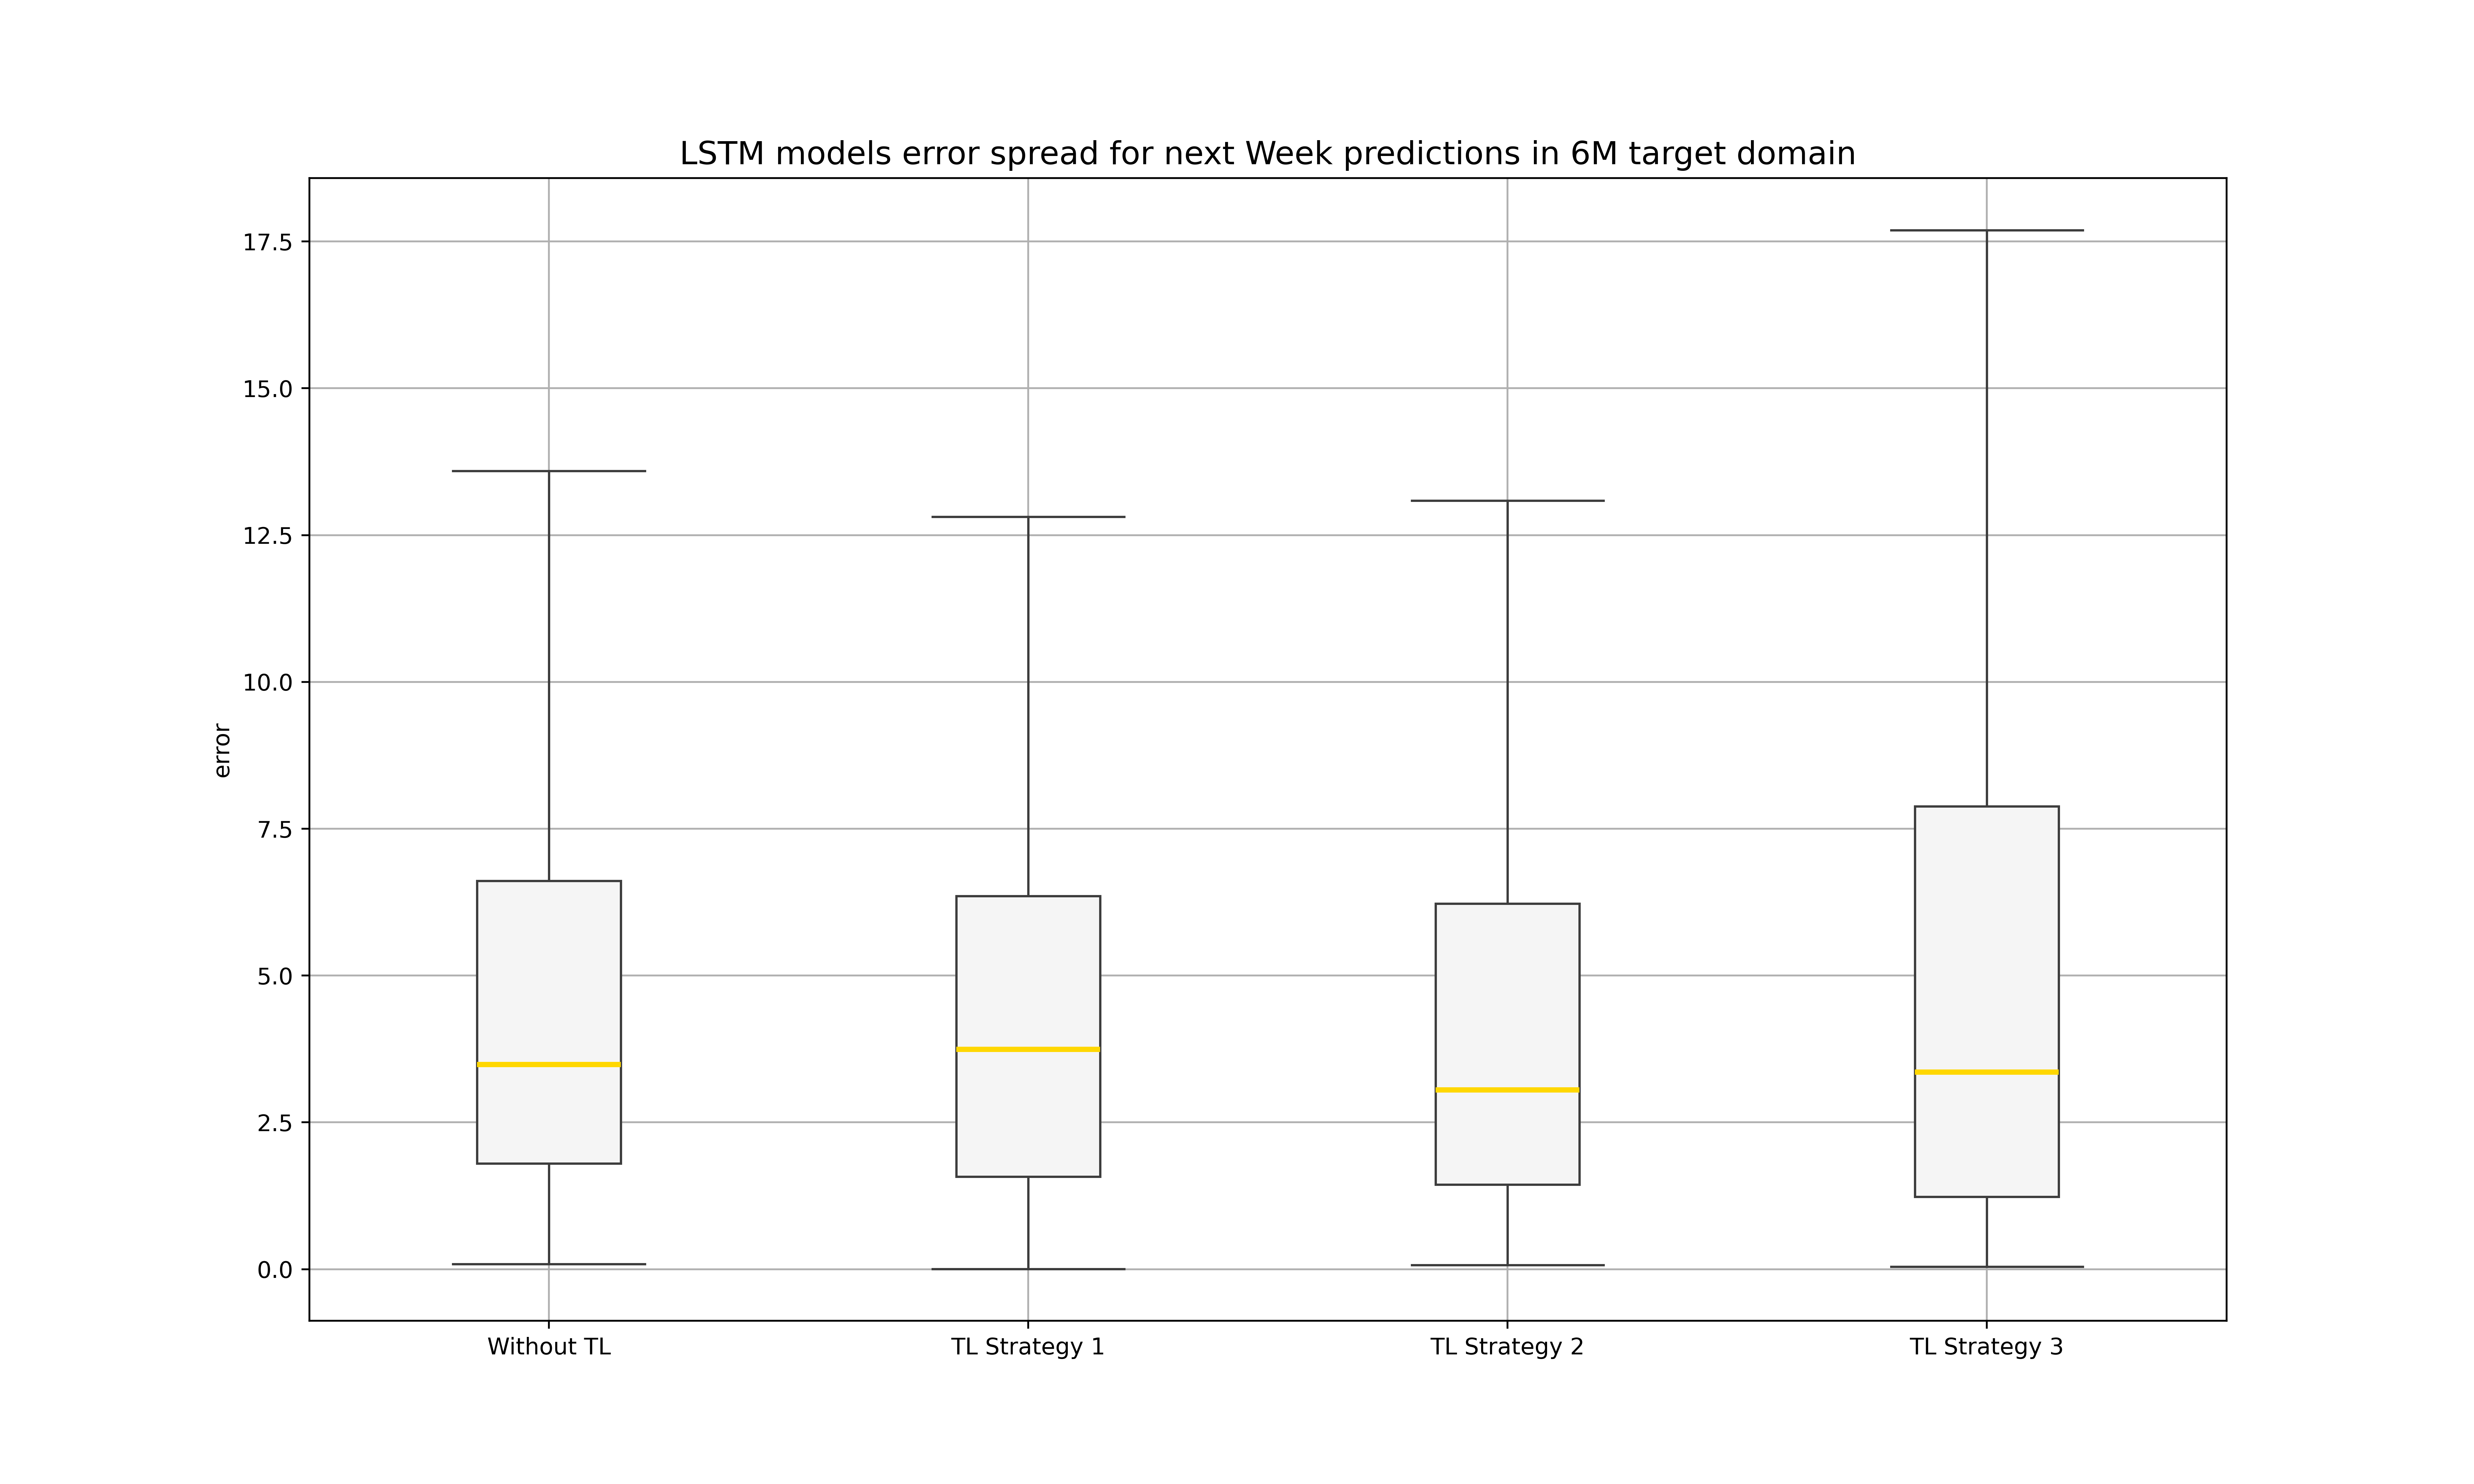 LSTM models error spread for next Week predictions in 6M target domain
17.5
15.0
12.5
10.0
error
7.5
5.0
2.5
0.0
Without TL
TL Strategy 1
TL Strategy 2
TL Strategy 3